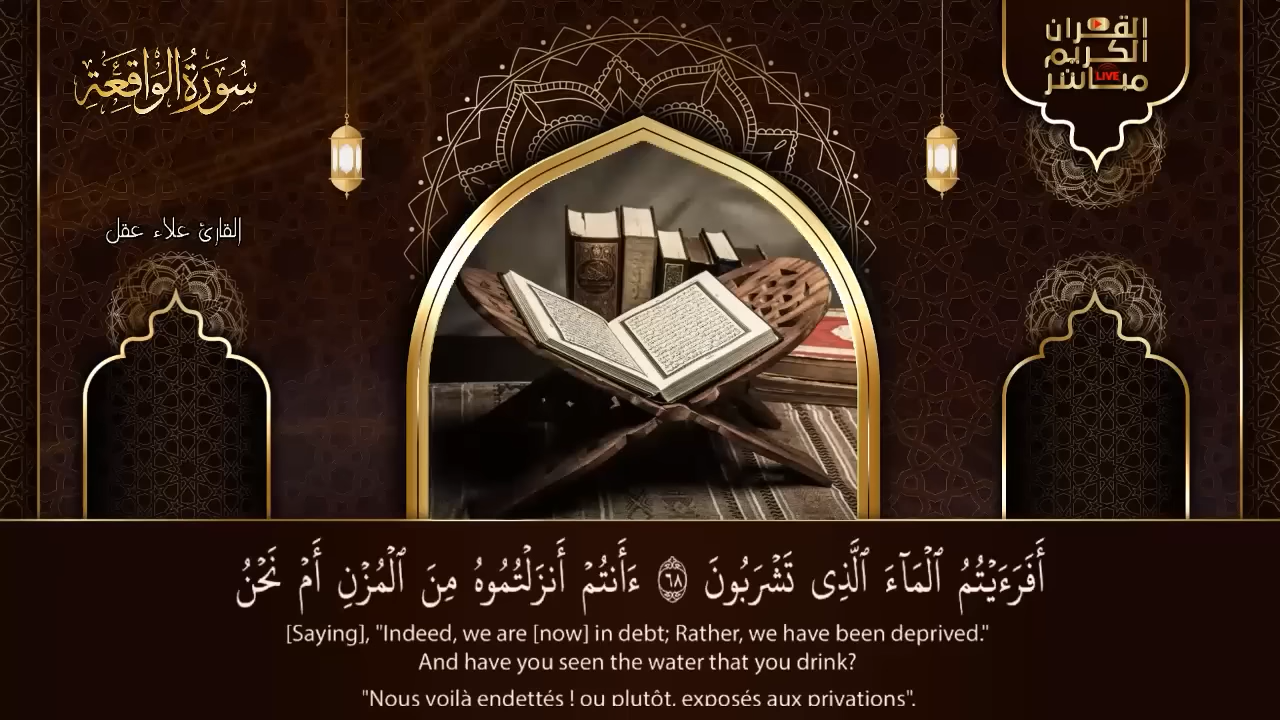 سُورَةُ الوَاقِعَةِ
القرآن
الكريم
مباشر
LIVE
القارئ علاء عقل
أَفَرَءَيْتُمُ ٱلْمَآءَ ٱلَّذِى تَشْرَبُونَ ٦٨ ءَأَنتُمْ أَنزَلْتُمُوهُ مِنَ ٱلْمُزْنِ أَمْ نَحْنُ
[Saying], "Indeed, we are [now] in debt; Rather, we have been deprived."
And have you seen the water that you drink?
"Nous voilà endettés ! ou plutôt, exposés aux privations".